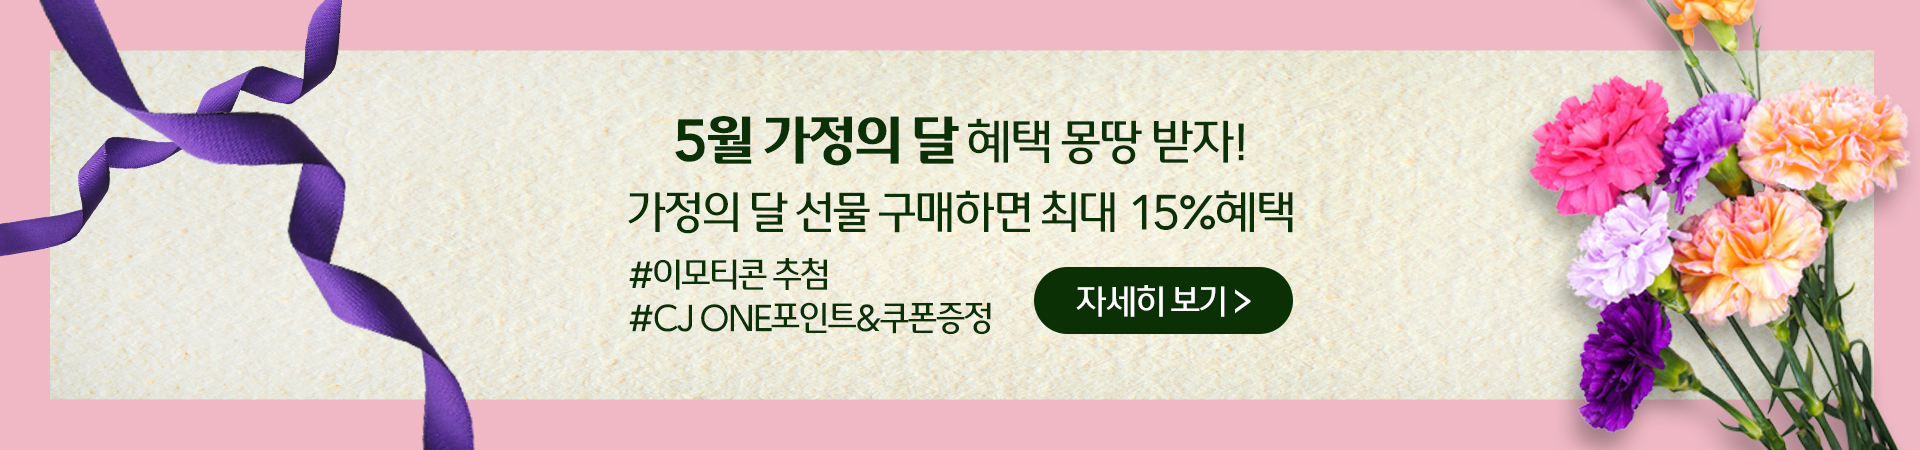 5월 가정의 달 혜택 몽땅 받자!
가정의 달 선물 구매하면 최대 15%혜택
#이모티콘 추첨
#CJ ONE포인트&쿠폰증정
자세히 보기 >